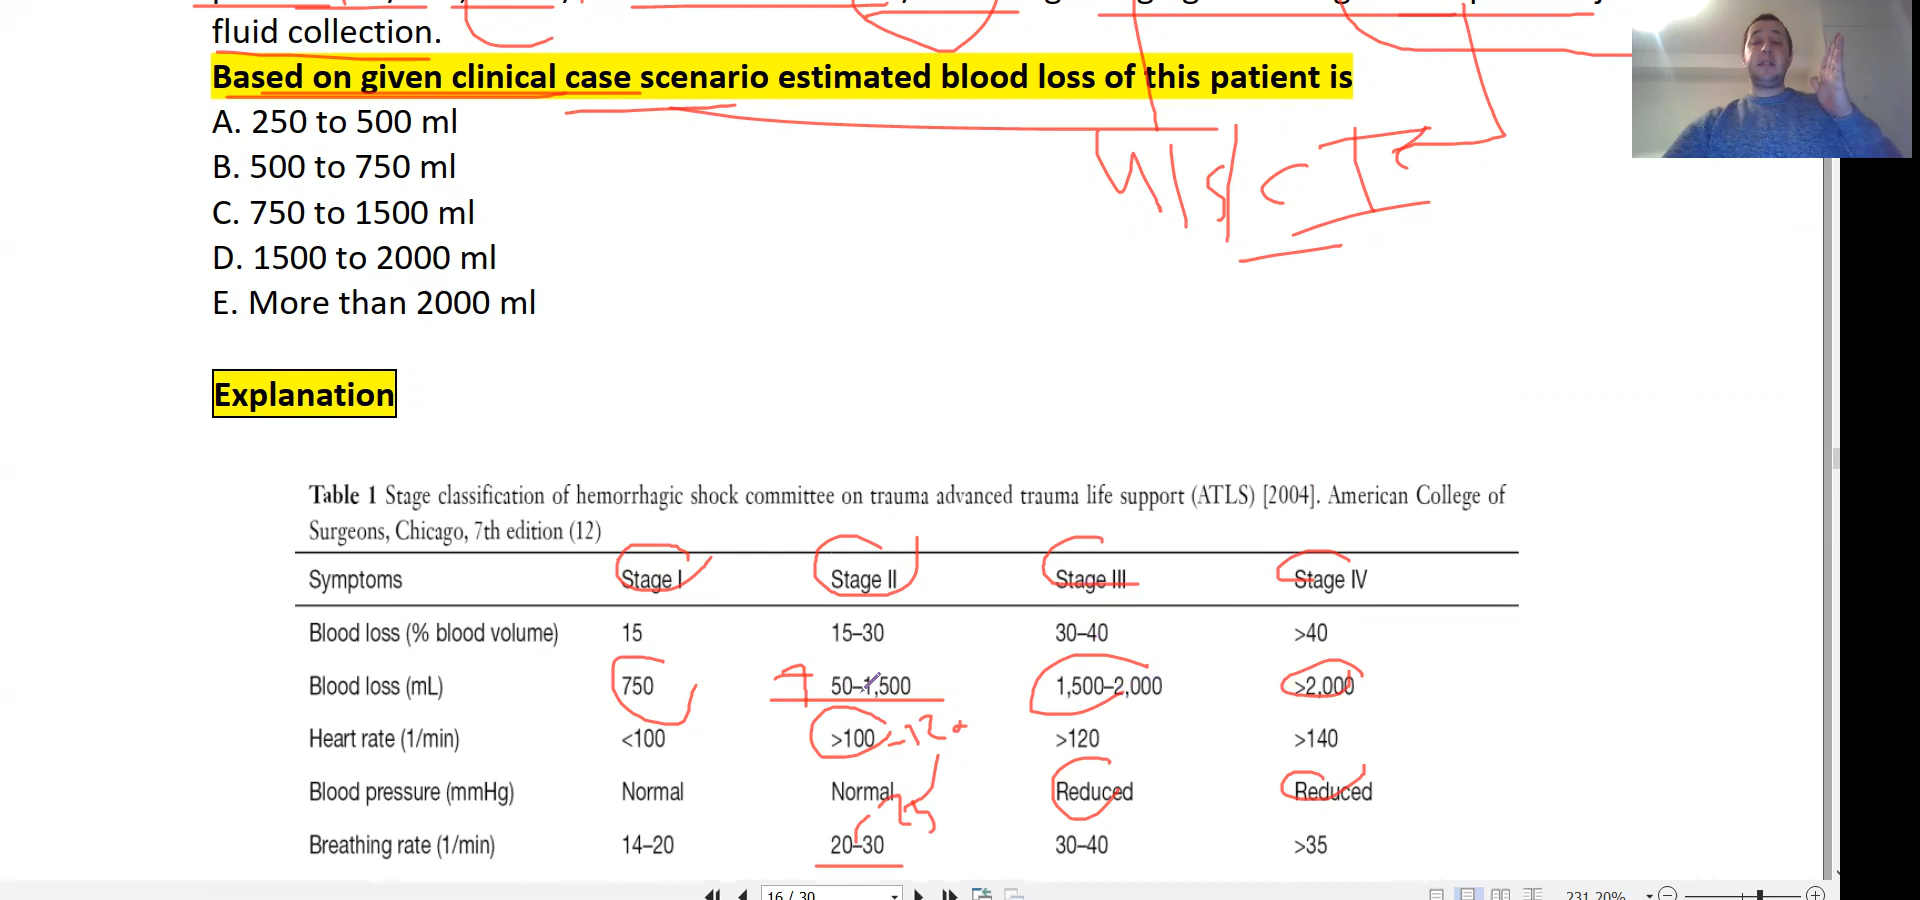 fluid collection.
Based on given clinical case scenario estimated blood loss of this patient is
A. 250 to 500 ml
B. 500 to 750 ml
C. 750 to 1500 ml
D. 1500 to 2000 ml
E. More than 2000 ml
Explanation
Table 1 Stage classification of hemorrhagic shock committee on trauma advanced trauma life support (ATLS) [2004]. American College of
Surgeons, Chicago, 7th edition (12)
Symptoms Stage I Stage II Stage III Stage IV
Blood loss (% blood volume) 15 15–30 30–40 >40
Blood loss (mL) 750 7 50–1,500 1,500–2,000 >2,000
Heart rate (1/min) <100 >100 –120 >120 >140
Blood pressure (mmHg) Normal Normal Reduced Reduced
25
Breathing rate (1/min) 14–20 20–30 30–40 >35
16 / 30
231.20%